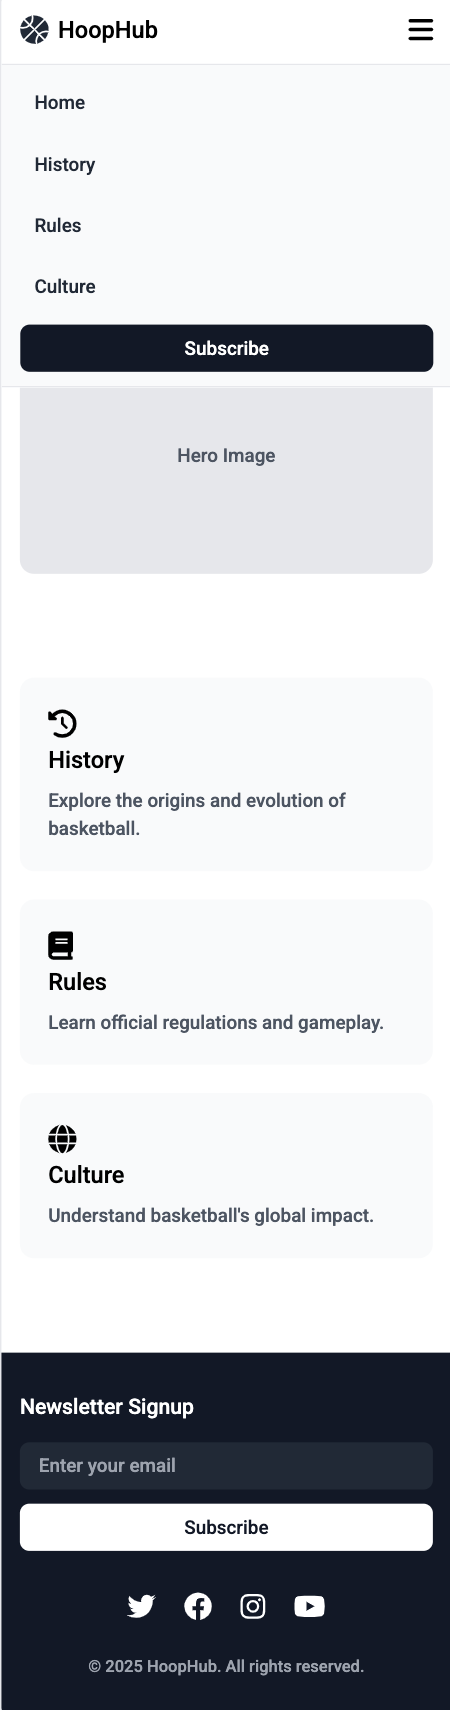 HoopHub
Home
History
Rules
Culture
Subscribe
Hero Image
History
Explore the origins and evolution of
basketball.
Rules
Learn official regulations and gameplay.
Culture
Understand basketball's global impact.
Newsletter Signup
Enter your email
Subscribe
© 2025 HoopHub. All rights reserved.